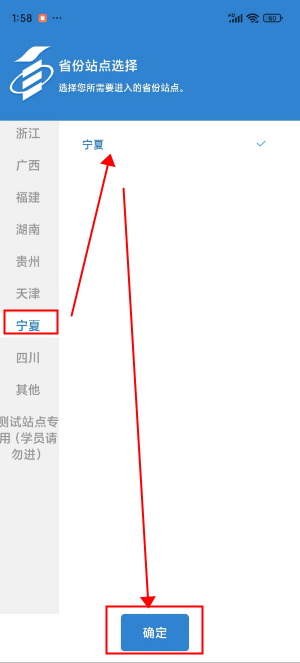 1:58
60
省份站点选择
选择您所需要进入的省份站点。
浙江
宁夏
广西
福建
湖南
贵州
天津
宁夏
四川
其他
测试站点专
用（学员请
勿进）
确定